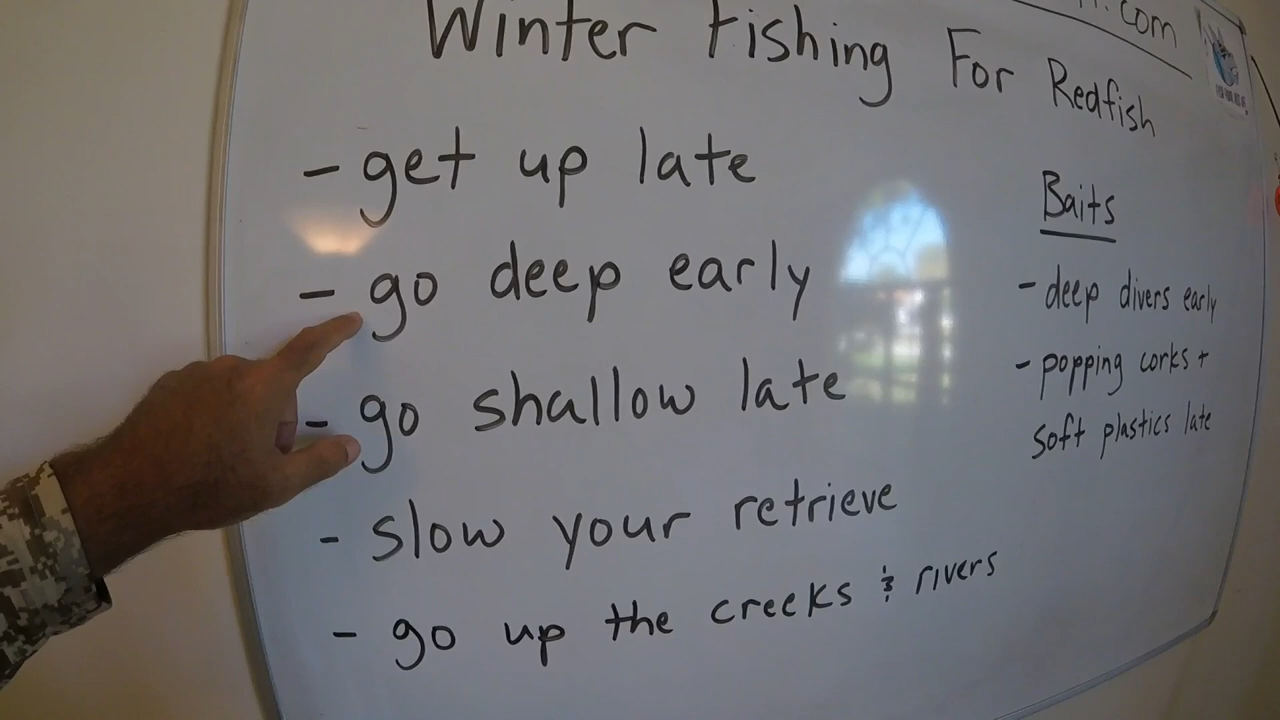 Winter Fishing For Redfish
- get up late
- go deep early
- go shallow late
- slow your retrieve
- go up the creeks & rivers
.com
Baits
- deep divers early
- popping corks +
soft plastics late